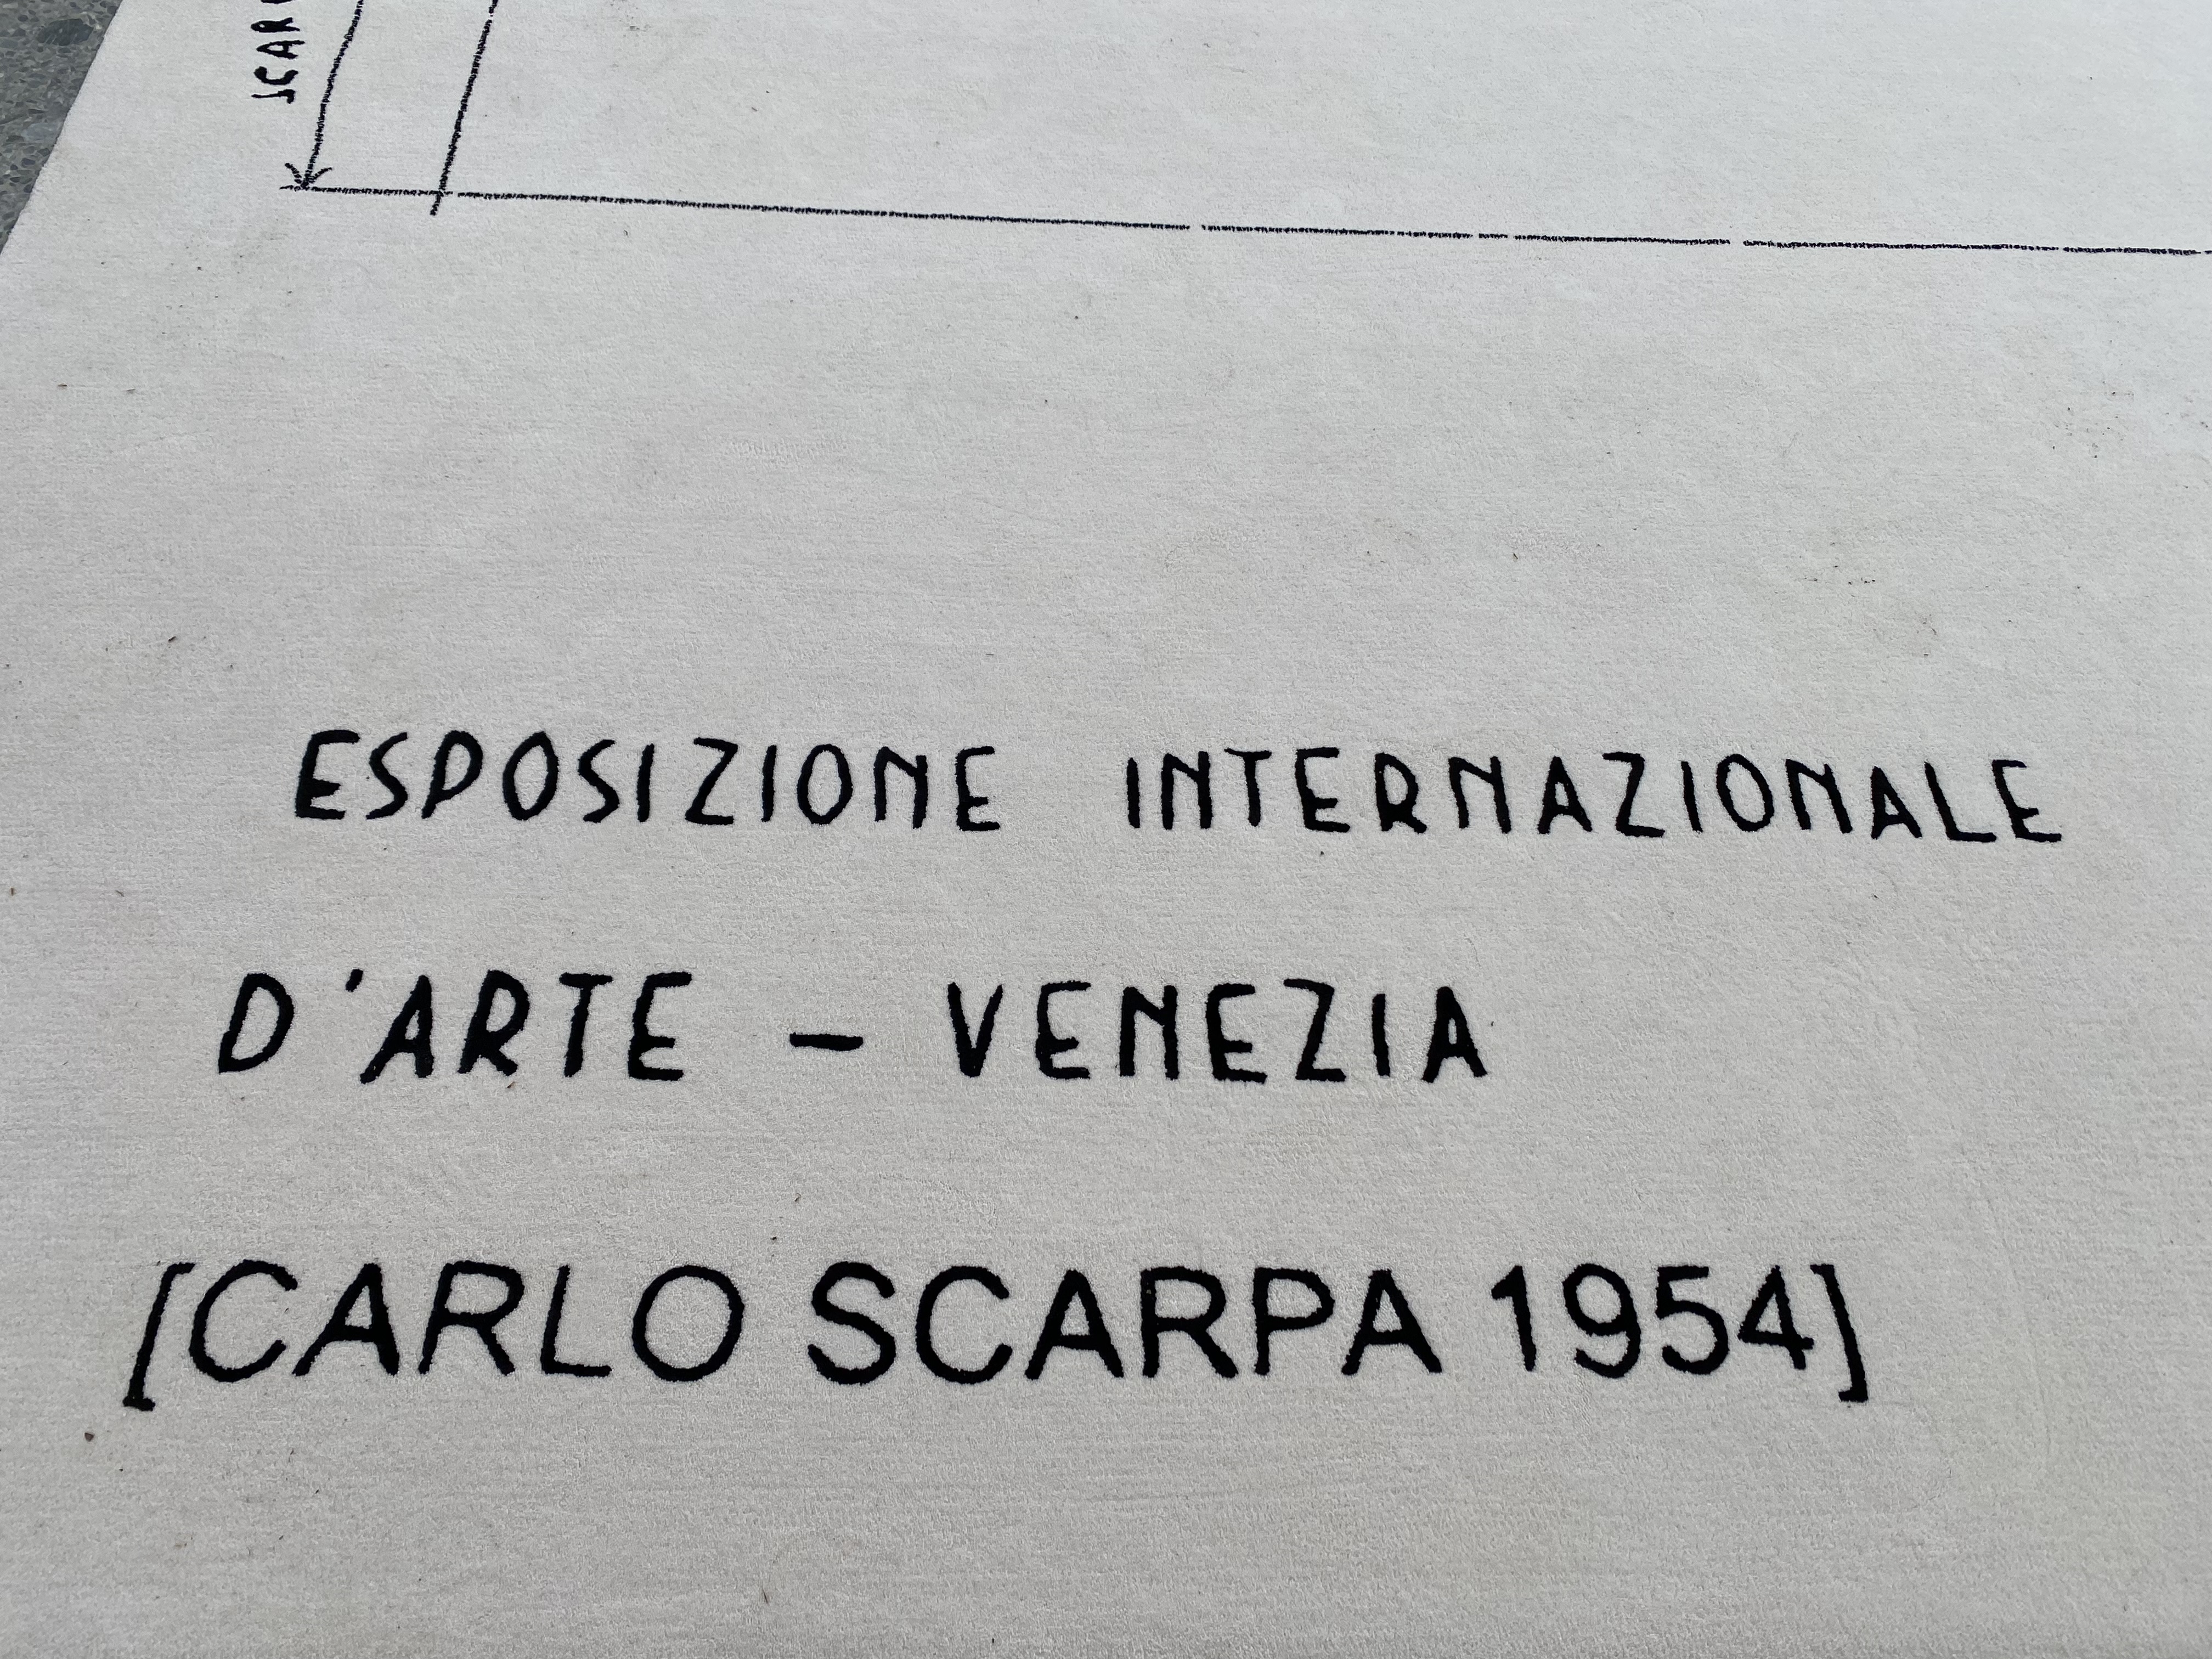 ESPOSIZIONE INTERNAZIONALE
D'ARTE – VENEZIA
[CARLO SCARPA 1954]